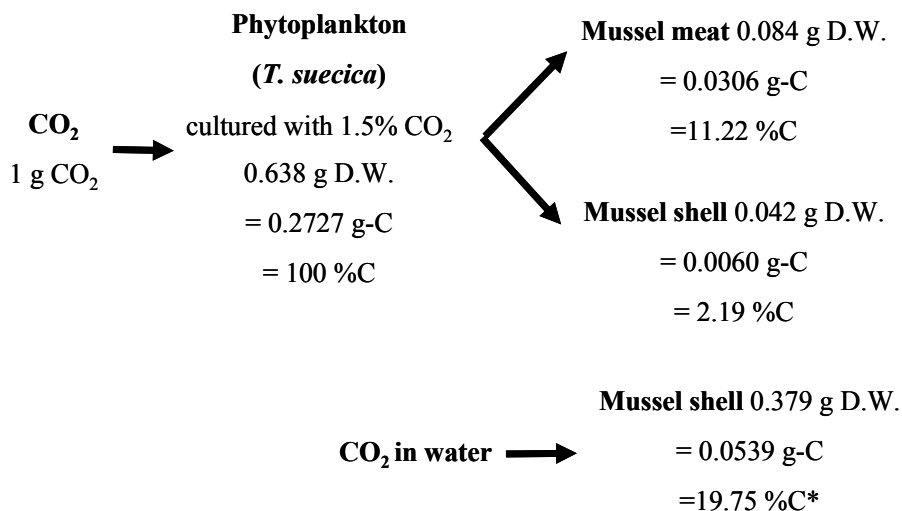 CO₂
1 g CO₂
Phytoplankton
(T. suecica)
cultured with 1.5% CO₂
0.638 g D.W.
= 0.2727 g-C
= 100 %C
Mussel meat 0.084 g D.W.
= 0.0306 g-C
=11.22 %C
Mussel shell 0.042 g D.W.
= 0.0060 g-C
= 2.19 %C
CO₂ in water
Mussel shell 0.379 g D.W.
= 0.0539 g-C
=19.75 %C*